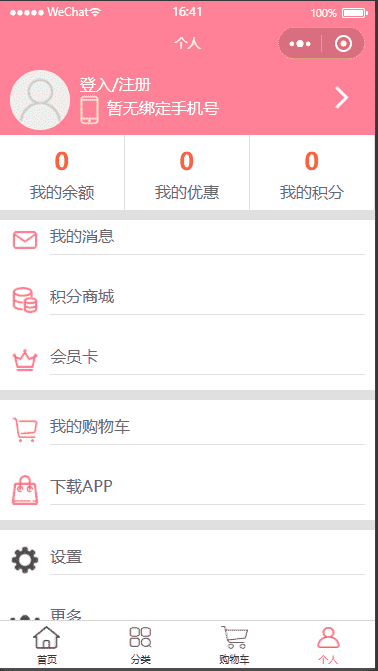 WeChat 16:41 100%
个人
登入/注册
暂无绑定手机号
0 0 0
我的余额 我的优惠 我的积分
我的消息
积分商城
会员卡
我的购物车
下载APP
设置
更多
首页 分类 购物车 个人